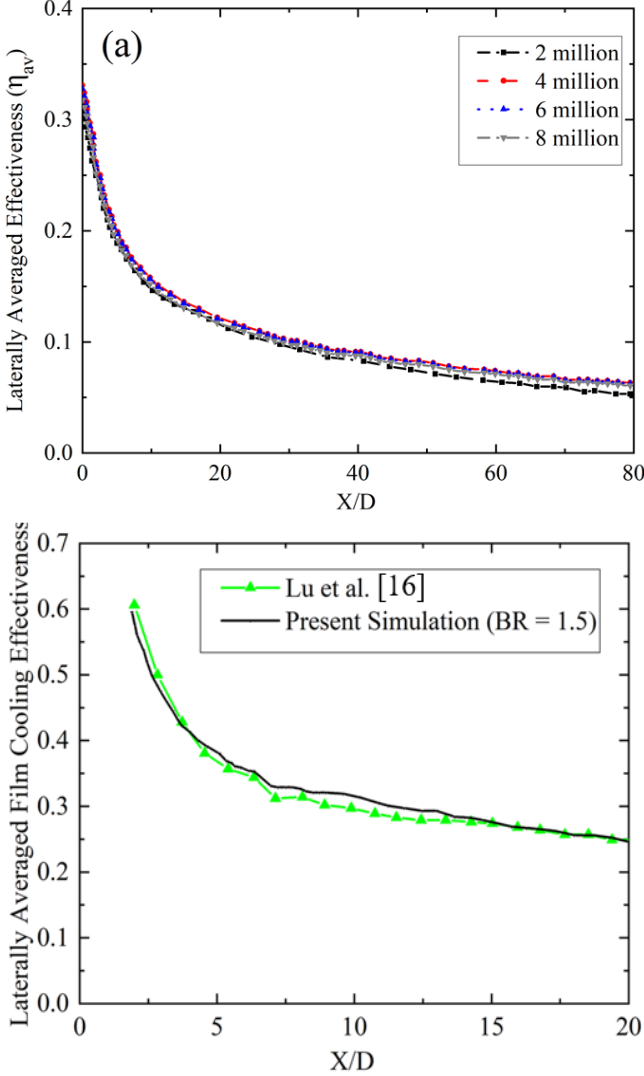 (a)
2 million
4 million
6 million
8 million
Laterally Averaged Effectiveness (ηav)
0.4
0.3
0.2
0.1
0.0
0
20
40
60
80
X/D
Lu et al. [16]
Present Simulation (BR = 1.5)
Laterally Averaged Film Cooling Effectiveness
0.7
0.6
0.5
0.4
0.3
0.2
0.1
0.0
0
5
10
15
20
X/D